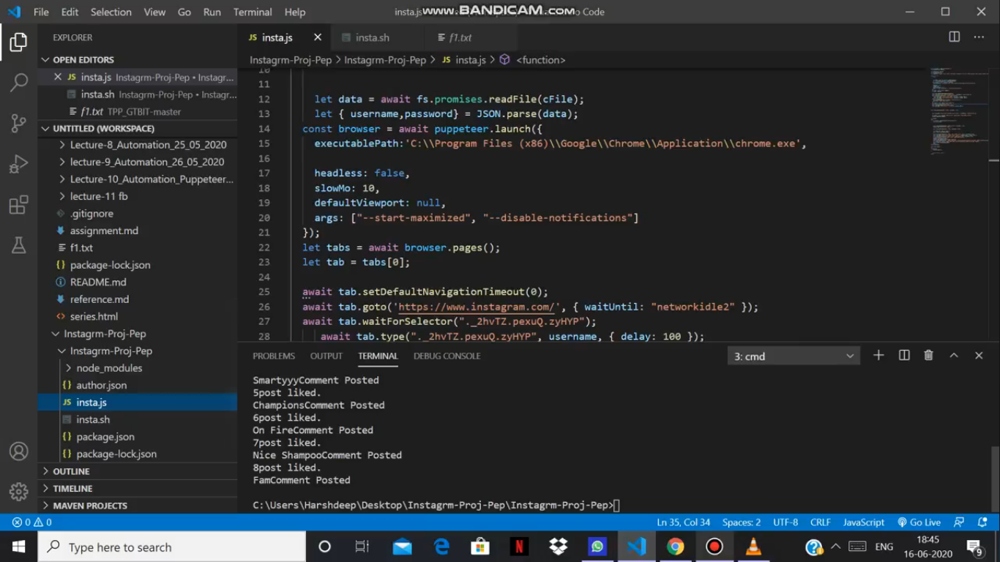 File Edit Selection View Go Run Terminal Help insta.js www.BANDICAM.com o Code
EXPLORER
OPEN EDITORS
insta.js Instagrm-Proj-Pep • Instagr...
insta.sh Instagrm-Proj-Pep • Instagr...
f1.txt TPP_GTBIT-master
UNTITLED (WORKSPACE)
Lecture-8_Automation_25_05_2020
lecture-9_Automation_26_05_2020
Lecture-10_Automation_Puppeteer...
lecture-11 fb
.gitignore
assignment.md
f1.txt
package-lock.json
README.md
reference.md
series.html
Instagrm-Proj-Pep
Instagrm-Proj-Pep
node_modules
author.json
JS insta.js
insta.sh
package.json
package-lock.json
OUTLINE
TIMELINE
MAVEN PROJECTS
JS insta.js insta.sh f1.txt
Instagrm-Proj-Pep > Instagrm-Proj-Pep > JS insta.js > <function>
10
11
12 let data = await fs.promises.readFile(cFile);
13 let { username,password} = JSON.parse(data);
14 const browser = await puppeteer.launch({
15 executablePath:'C:\\Program Files (x86)\\Google\\Chrome\\Application\\chrome.exe',
16
17 headless: false,
18 slowMo: 10,
19 defaultViewport: null,
20 args: ["--start-maximized", "--disable-notifications"]
21 });
22 let tabs = await browser.pages();
23 let tab = tabs[0];
24
25 await tab.setDefaultNavigationTimeout(0);
26 await tab.goto('https://www.instagram.com/', { waitUntil: "networkidle2" });
27 await tab.waitForSelector("._2hvTZ.pexuQ.zyHYP");
28 await tab.type("._2hvTZ.pexuQ.zyHYP", username, { delay: 100 });
PROBLEMS OUTPUT TERMINAL DEBUG CONSOLE 3: cmd
SmartyyyComment Posted
5post liked.
ChampionsComment Posted
6post liked.
On FireComment Posted
7post liked.
Nice ShampooComment Posted
8post liked.
FamComment Posted
C:\Users\Harshdeep\Desktop\Instagrm-Proj-Pep\Instagrm-Proj-Pep>
0 0 Ln 35, Col 34 Spaces: 2 UTF-8 CRLF JavaScript Go Live
Type here to search ENG 18:45
16-06-2020 9